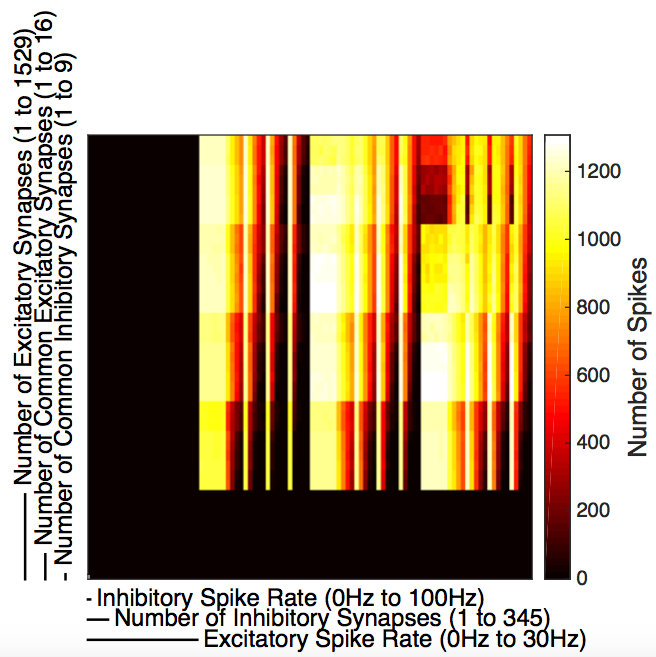 Number of Excitatory Synapses (1 to 1529)
Number of Common Excitatory Synapses (1 to 16)
Number of Common Inhibitory Synapses (1 to 9)
1200
1000
800
600
400
200
0
Number of Spikes
Inhibitory Spike Rate (0Hz to 100Hz)
Number of Inhibitory Synapses (1 to 345)
Excitatory Spike Rate (0Hz to 30Hz)